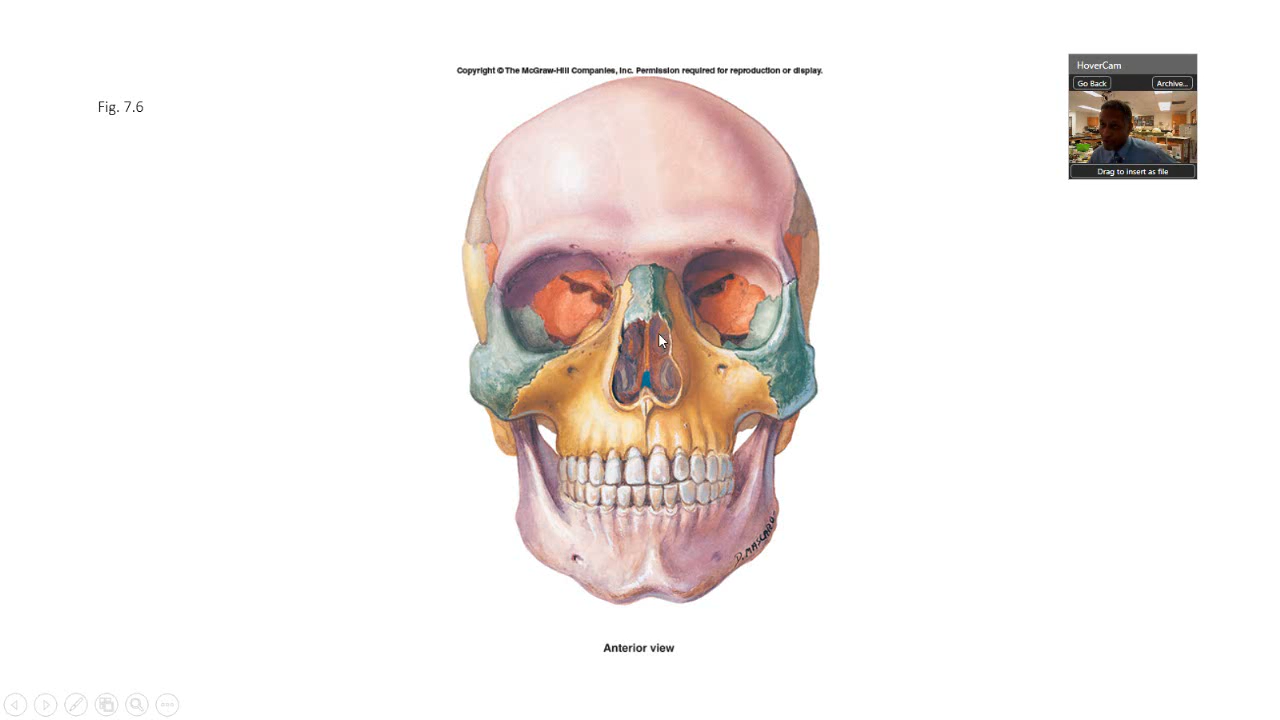 Copyright © The McGraw-Hill Companies, Inc. Permission required for reproduction or display.
HoverCam
Go Back Archive...
Drag to insert as file
Fig. 7.6
D. MASCARO
Anterior view